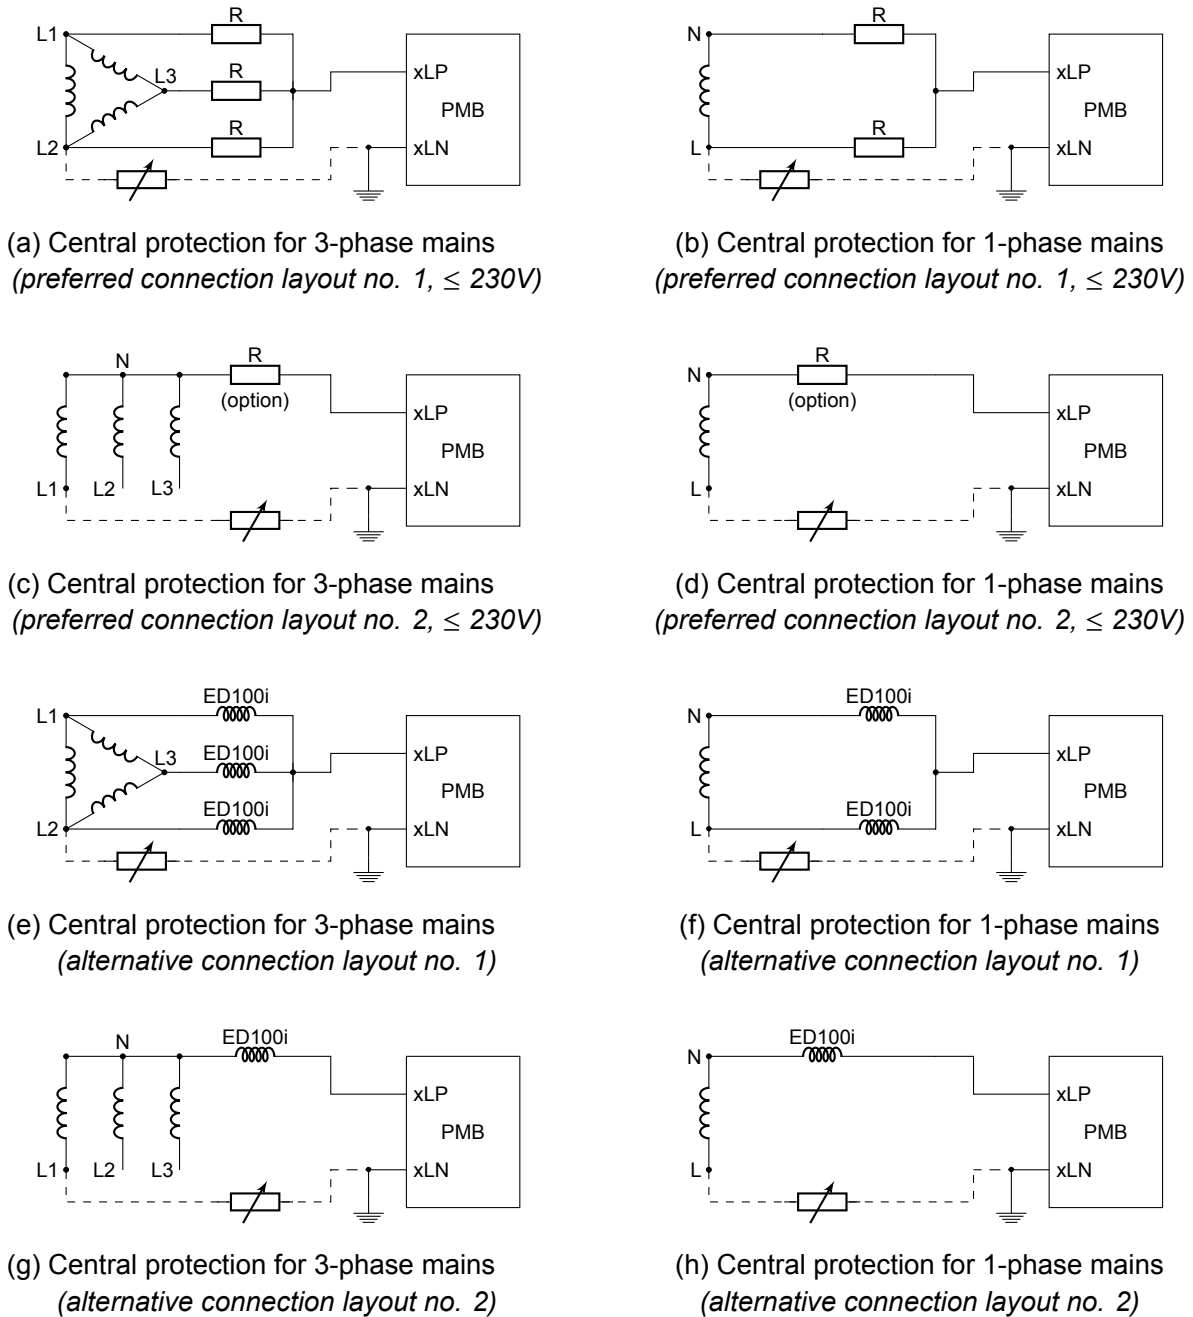 L1
R
L3
R
R
L2
xLP
PMB
xLN
N
R
R
L
xLP
PMB
xLN
(a) Central protection for 3-phase mains
(preferred connection layout no. 1, ≤ 230V)
(b) Central protection for 1-phase mains
(preferred connection layout no. 1, ≤ 230V)
N
R
(option)
L1
L2
L3
xLP
PMB
xLN
N
R
(option)
L
xLP
PMB
xLN
(c) Central protection for 3-phase mains
(preferred connection layout no. 2, ≤ 230V)
(d) Central protection for 1-phase mains
(preferred connection layout no. 2, ≤ 230V)
L1
ED100i
L3
ED100i
ED100i
L2
xLP
PMB
xLN
N
ED100i
ED100i
L
xLP
PMB
xLN
(e) Central protection for 3-phase mains
(alternative connection layout no. 1)
(f) Central protection for 1-phase mains
(alternative connection layout no. 1)
N
ED100i
L1
L2
L3
xLP
PMB
xLN
N
ED100i
L
xLP
PMB
xLN
(g) Central protection for 3-phase mains
(alternative connection layout no. 2)
(h) Central protection for 1-phase mains
(alternative connection layout no. 2)